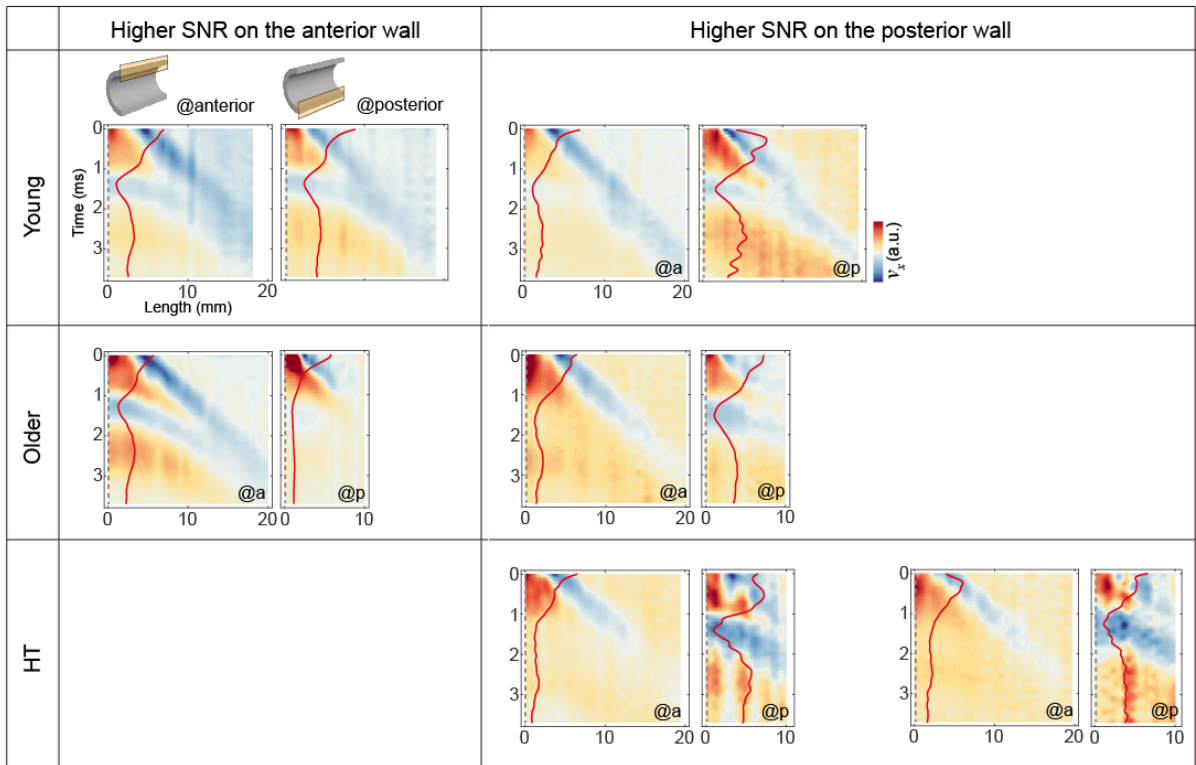 Higher SNR on the anterior wall
Higher SNR on the posterior wall
Young
@anterior
@posterior
0
1
2
3
Time (ms)
0
10
20
Length (mm)
0
1
2
3
@a
0
10
20
@p
v_x (a.u.)
Older
0
1
2
3
@a
0
10
20
@p
0
10
0
1
2
3
@a
0
10
20
@p
0
10
HT
0
1
2
3
@a
0
10
20
@p
0
10
0
1
2
3
@a
0
10
20
@p
0
10